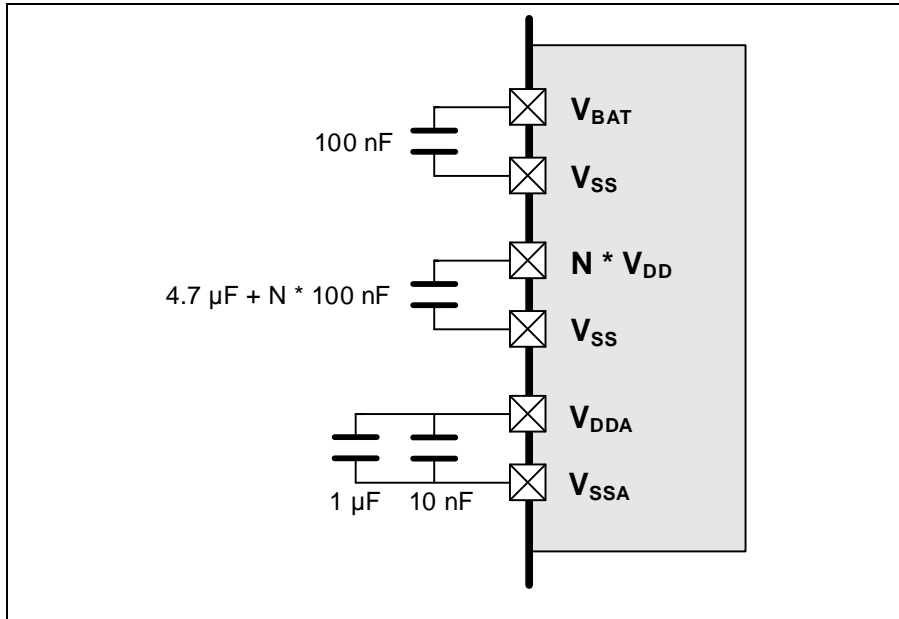 V_BAT
100 nF
V_SS
N * V_DD
4.7 µF + N * 100 nF
V_SS
V_DDA
V_SSA
1 µF 10 nF